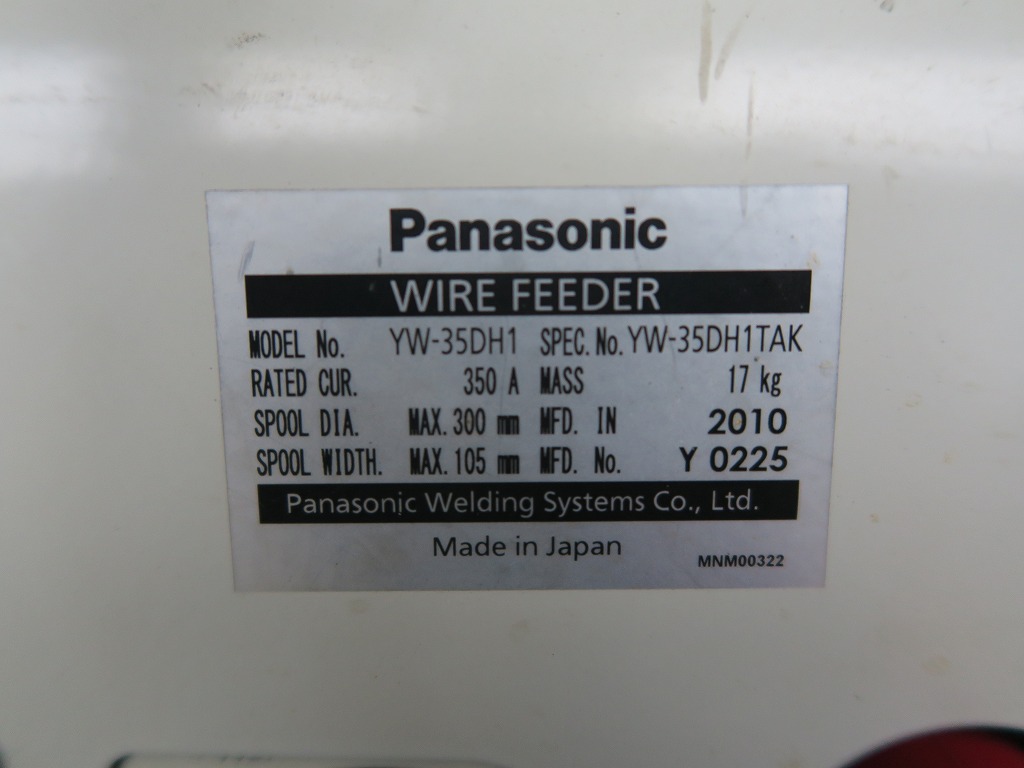 Panasonic
WIRE FEEDER
MODEL No. YW-35DH1 SPEC. No. YW-35DH1TAK
RATED CUR. 350 A MASS 17 kg
SPOOL DIA. MAX. 300 mm MFD. IN 2010
SPOOL WIDTH. MAX. 105 mm MFD. No. Y 0225
Panasonic Welding Systems Co., Ltd.
Made in Japan
MNM00322